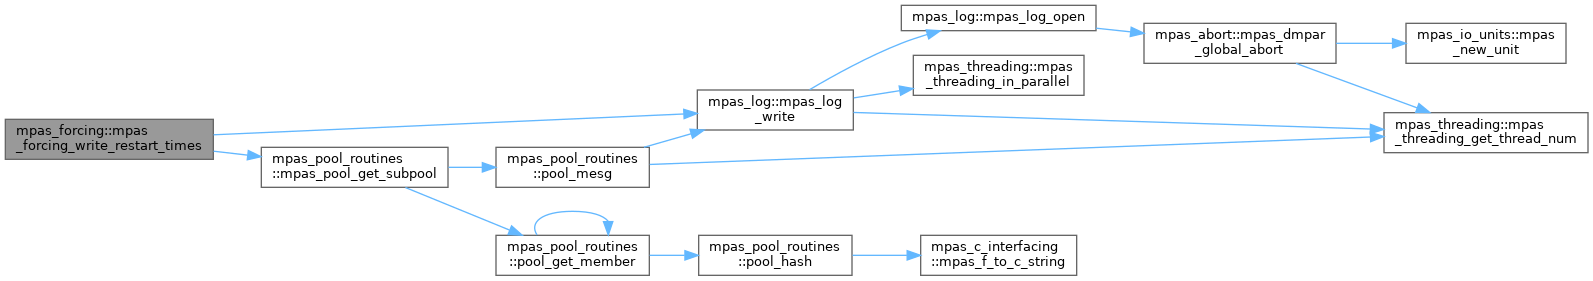 mpas_forcing::mpas
_forcing_write_restart_times
mpas_pool_routines
::mpas_pool_get_subpool
mpas_pool_routines
::pool_mesg
mpas_pool_routines
::pool_get_member
mpas_log::mpas_log
_write
mpas_pool_routines
::pool_hash
mpas_log::mpas_log_open
mpas_threading::mpas
_threading_in_parallel
mpas_c_interfacing
::mpas_f_to_c_string
mpas_abort::mpas_dmpar
_global_abort
mpas_io_units::mpas
_new_unit
mpas_threading::mpas
_threading_get_thread_num